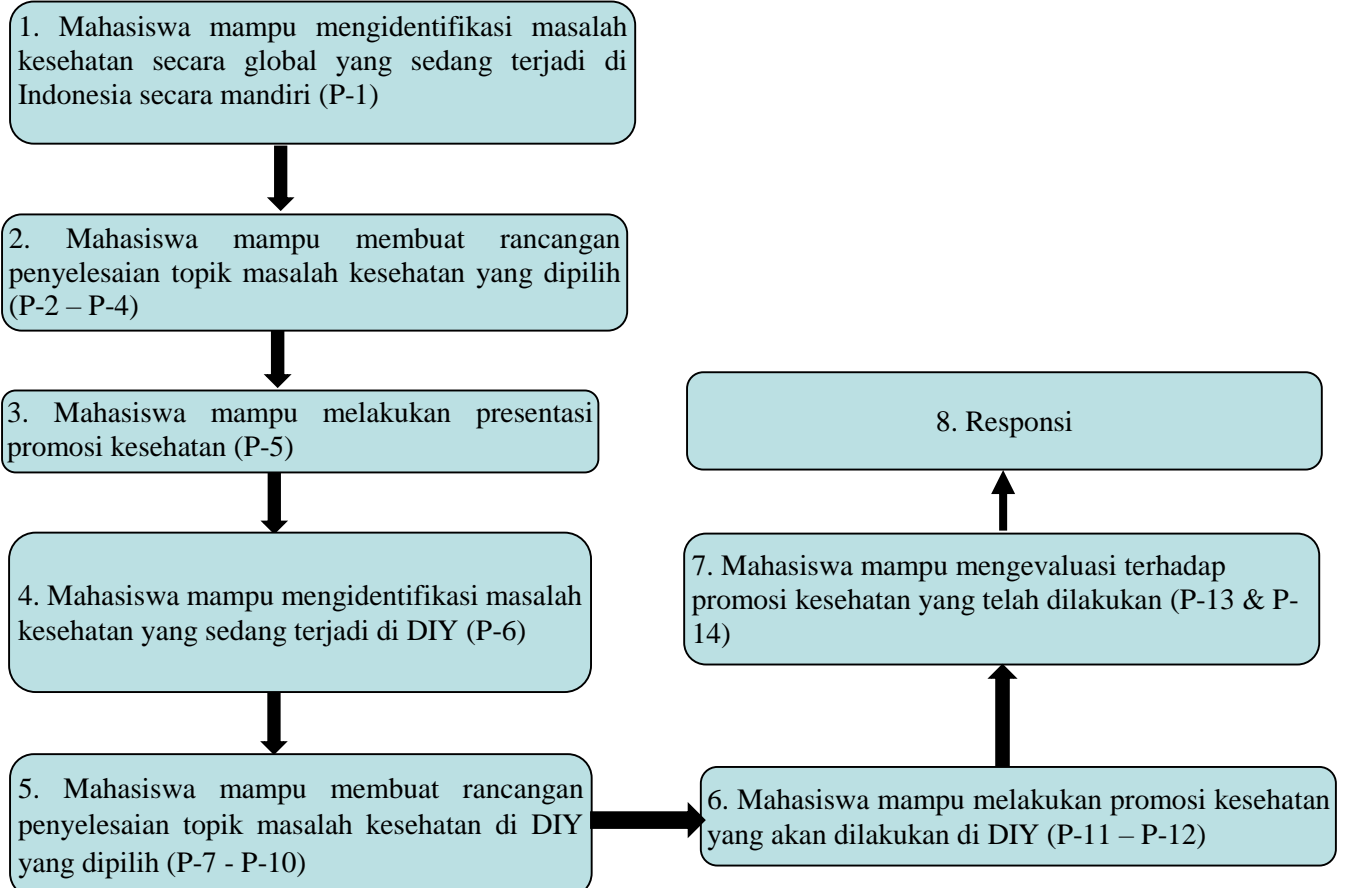 1. Mahasiswa mampu mengidentifikasi masalah
kesehatan secara global yang sedang terjadi di
Indonesia secara mandiri (P-1)
2. Mahasiswa mampu membuat rancangan
penyelesaian topik masalah kesehatan yang dipilih
(P-2 – P-4)
3. Mahasiswa mampu melakukan presentasi
promosi kesehatan (P-5)
4. Mahasiswa mampu mengidentifikasi masalah
kesehatan yang sedang terjadi di DIY (P-6)
5. Mahasiswa mampu membuat rancangan
penyelesaian topik masalah kesehatan di DIY
yang dipilih (P-7 - P-10)
6. Mahasiswa mampu melakukan promosi kesehatan
yang akan dilakukan di DIY (P-11 – P-12)
7. Mahasiswa mampu mengevaluasi terhadap
promosi kesehatan yang telah dilakukan (P-13 & P-
14)
8. Responsi